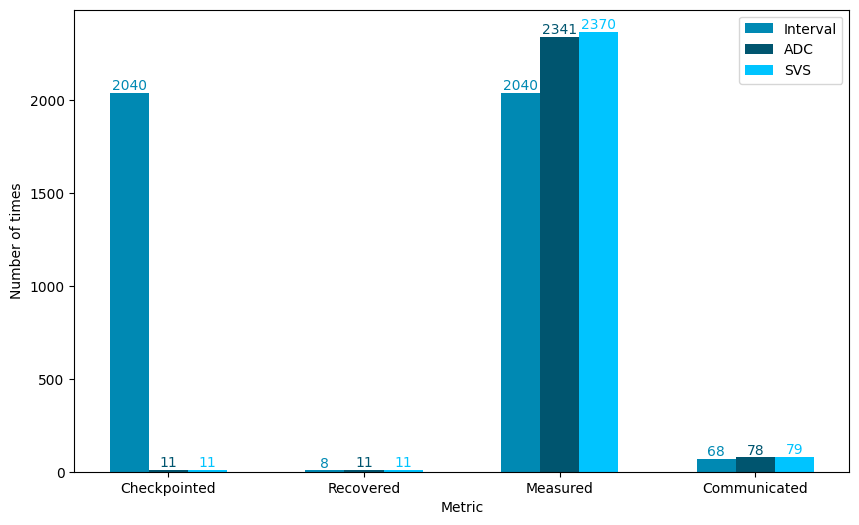 Interval
ADC
SVS
2040
11
11
8
11
11
2040
2341
2370
68
78
79
2000
1500
1000
500
0
Number of times
Checkpointed
Recovered
Measured
Communicated
Metric